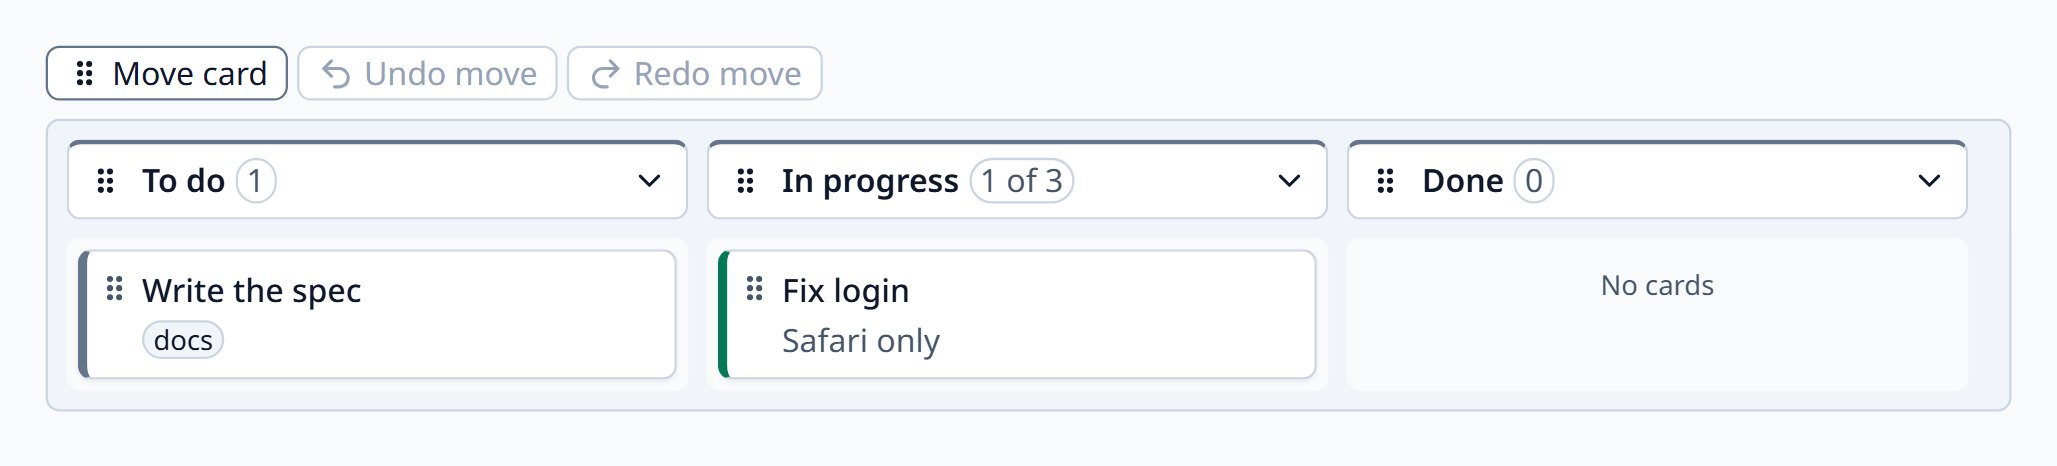 Move card Undo move Redo move
To do 1 In progress 1 of 3 Done 0
Write the spec Fix login No cards
docs Safari only